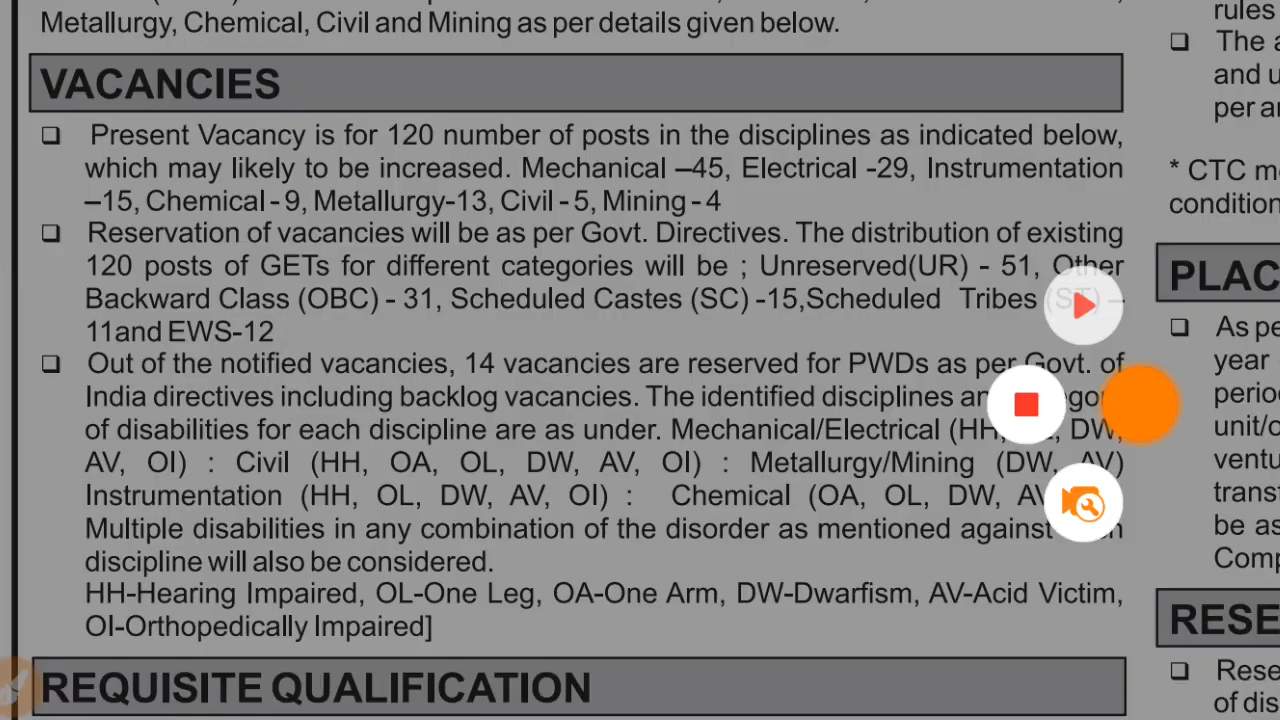 Metallurgy, Chemical, Civil and Mining as per details given below.
VACANCIES
❑ Present Vacancy is for 120 number of posts in the disciplines as indicated below,
which may likely to be increased. Mechanical –45, Electrical -29, Instrumentation
–15, Chemical - 9, Metallurgy-13, Civil - 5, Mining - 4
❑ Reservation of vacancies will be as per Govt. Directives. The distribution of existing
120 posts of GETs for different categories will be ; Unreserved(UR) - 51, Other
Backward Class (OBC) - 31, Scheduled Castes (SC) -15,Scheduled Tribes (ST) –
11and EWS-12
❑ Out of the notified vacancies, 14 vacancies are reserved for PWDs as per Govt. of
India directives including backlog vacancies. The identified disciplines
of disabilities for each discipline are as under. Mechanical/Electrical (HH, DW,
AV, OI) : Civil (HH, OA, OL, DW, AV, OI) : Metallurgy/Mining (DW, AV)
Instrumentation (HH, OL, DW, AV, OI) : Chemical (OA, OL, DW,
Multiple disabilities in any combination of the disorder as mentioned against
discipline will also be considered.
HH-Hearing Impaired, OL-One Leg, OA-One Arm, DW-Dwarfism, AV-Acid Victim,
OI-Orthopedically Impaired]
REQUISITE QUALIFICATION
rules
❑ The
and
per
* CTC
condition
PLAC
❑ As
year
perio
unit/o
ventu
trans
be as
Comp
RESE
❑ Rese
of dis